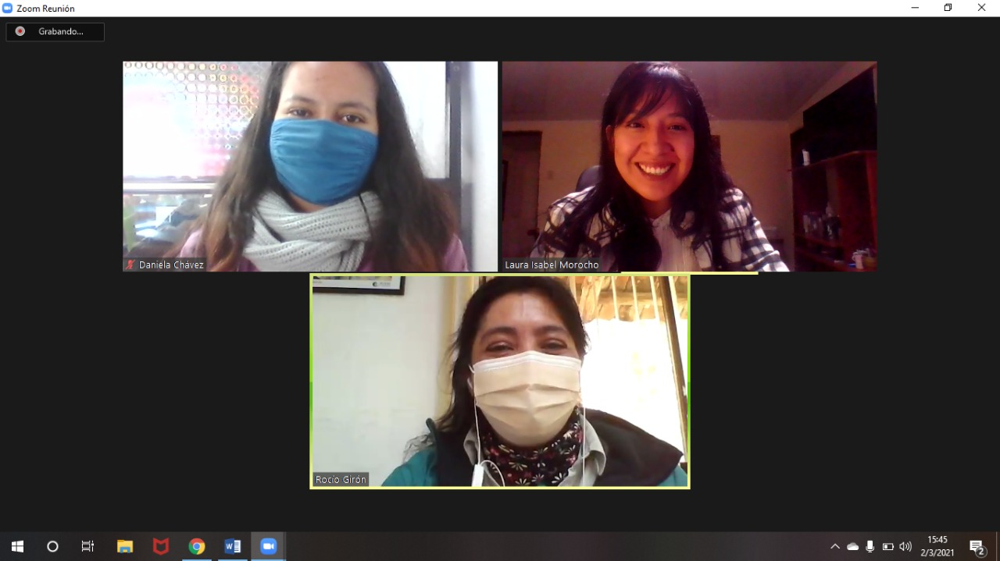 Zoom Reunión
Grabando...
Daniela Chávez
Laura Isabel Morocho
Rocío Girón
15:45
2/3/2021
2